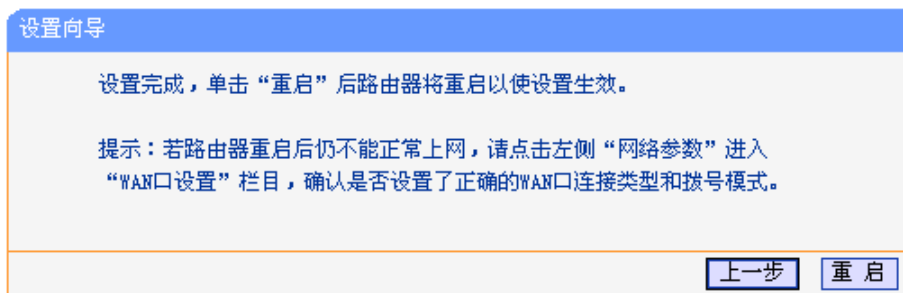 设置向导
设置完成，单击“重启”后路由器将重启以使设置生效。
提示：若路由器重启后仍不能正常上网，请点击左侧“网络参数”进入
“WAN口设置”栏目，确认是否设置了正确的WAN口连接类型和拨号模式。
上一步 重启